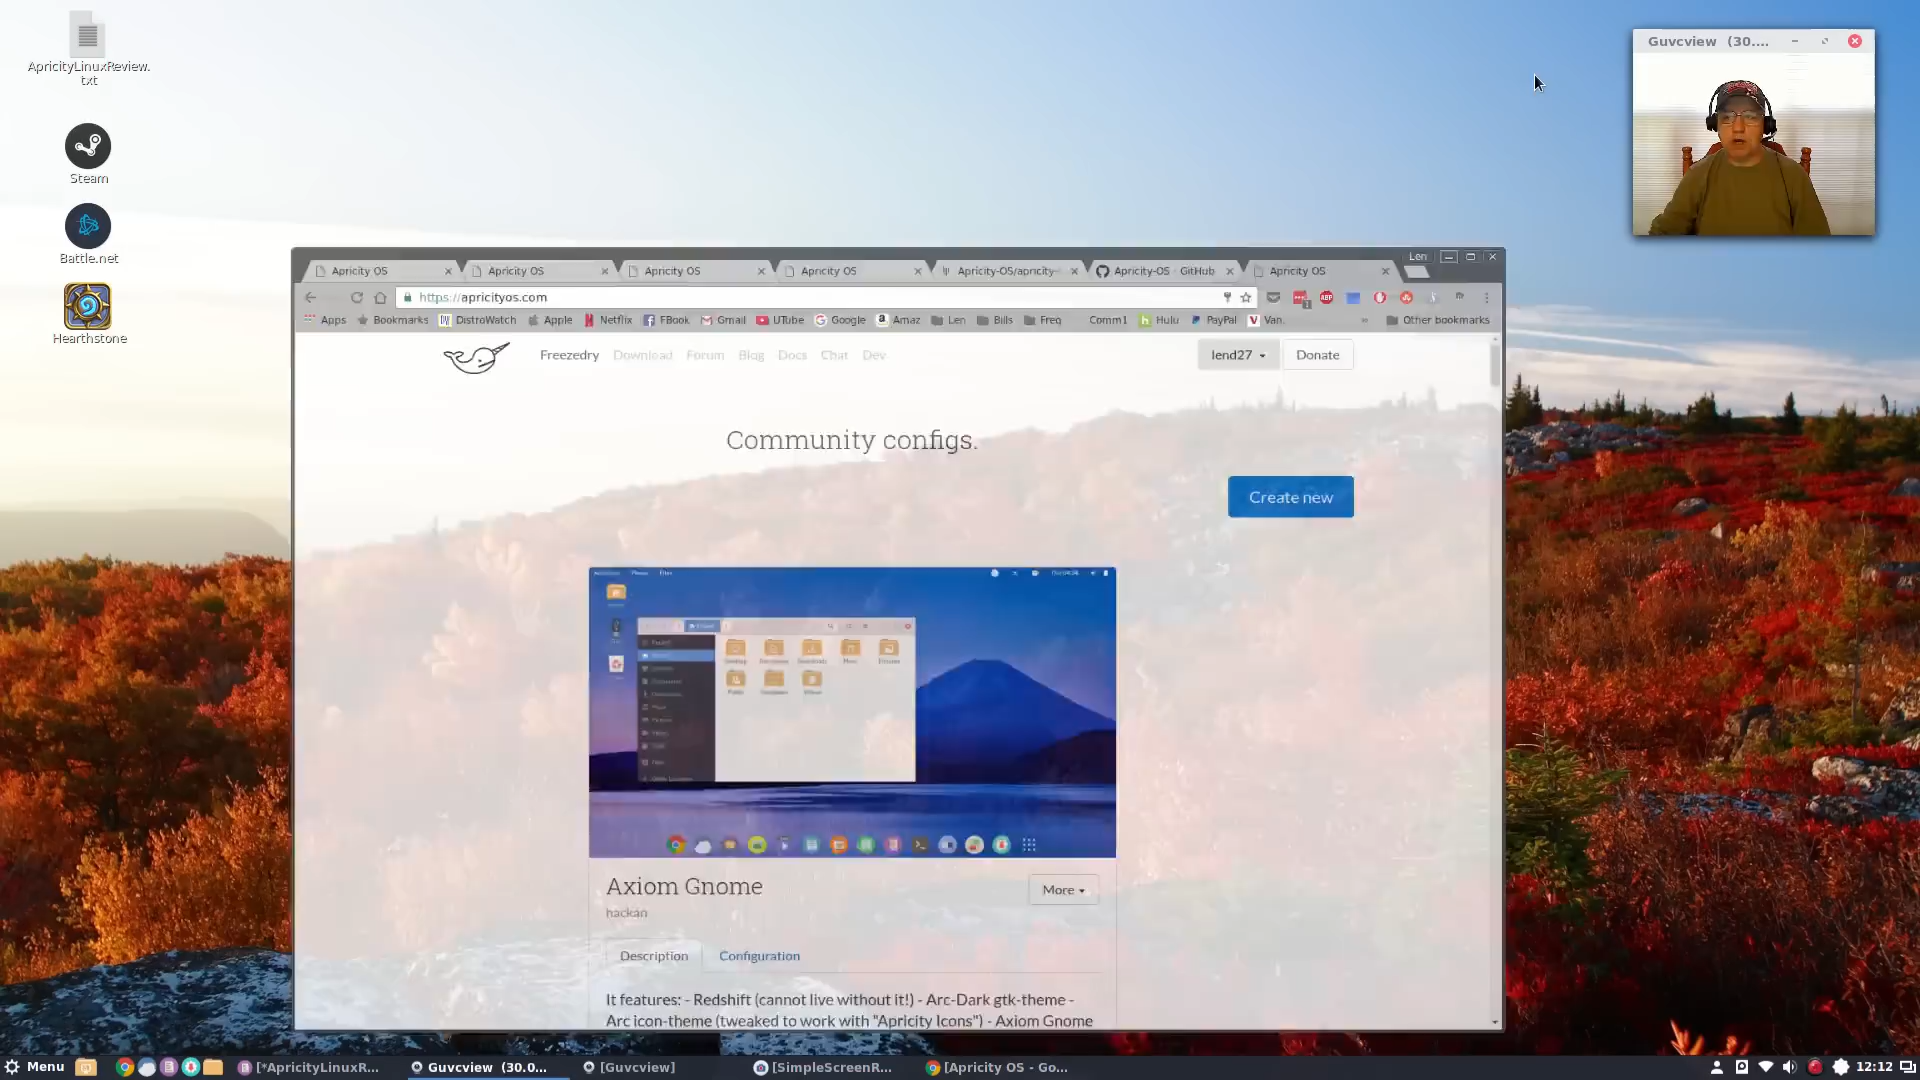 ApricityLinuxReview.
txt
Steam
Battle.net
Hearthstone
Guvcview (30....
Len
Apricity OS
Apricity OS
Apricity OS
Apricity OS
Apricity-OS/apricity-
Apricity-OS · GitHub
Apricity OS
https://apricityos.com
Apps
Bookmarks
DistroWatch
Apple
Netflix
FBook
Gmail
UTube
Google
Amaz
Len
Bills
Freq
Comm1
Hulu
PayPal
Van.
»
Other bookmarks
Freezedry
Download
Forum
Blog
Docs
Chat
Dev
lend27
Donate
Community configs.
Create new
Axiom Gnome
More
hackan
Description
Configuration
It features: - Redshift (cannot live without it!) - Arc-Dark gtk-theme -
Arc icon-theme (tweaked to work with "Apricity Icons") - Axiom Gnome
Menu
[*ApricityLinuxR...
Guvcview (30.0...
[Guvcview]
[SimpleScreenR...
[Apricity OS - Go...
12:12